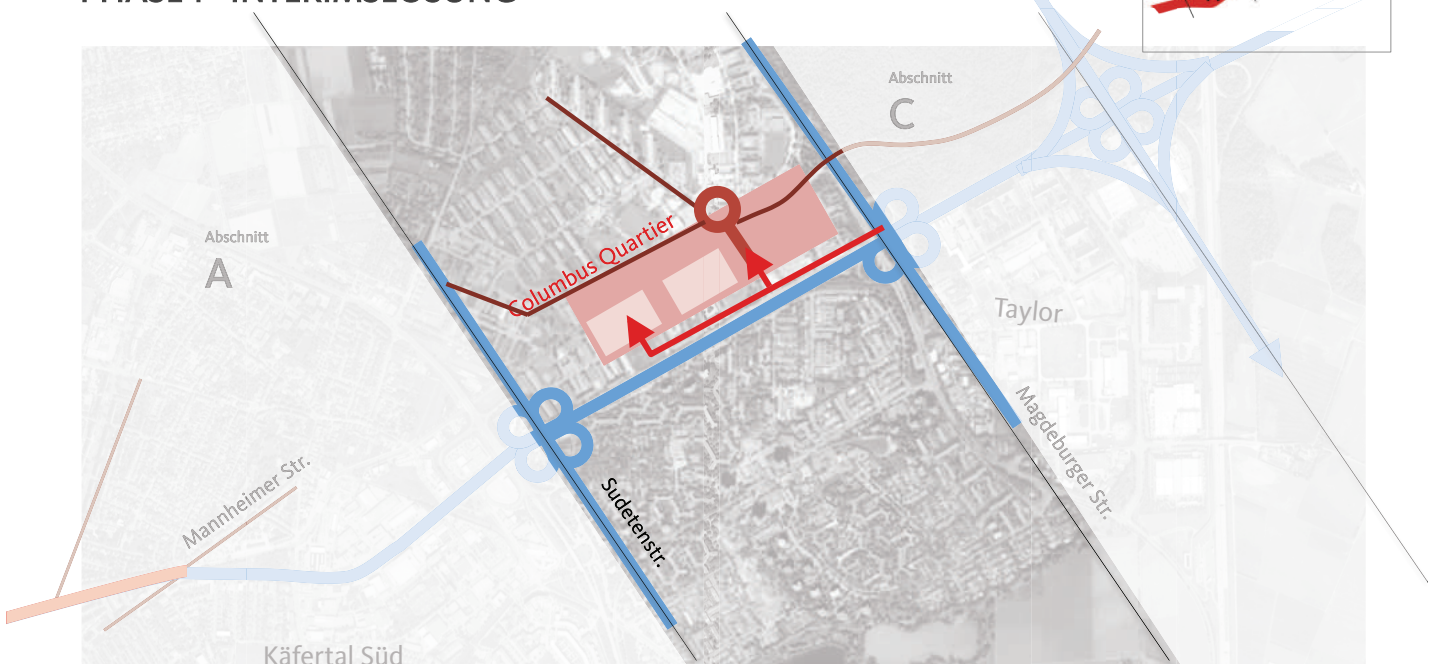 Abschnitt
C
Abschnitt
A
Columbus Quartier
Taylor
Magdeburger Str.
Mannheimer Str.
Sudetenstr.
Käfertal Süd